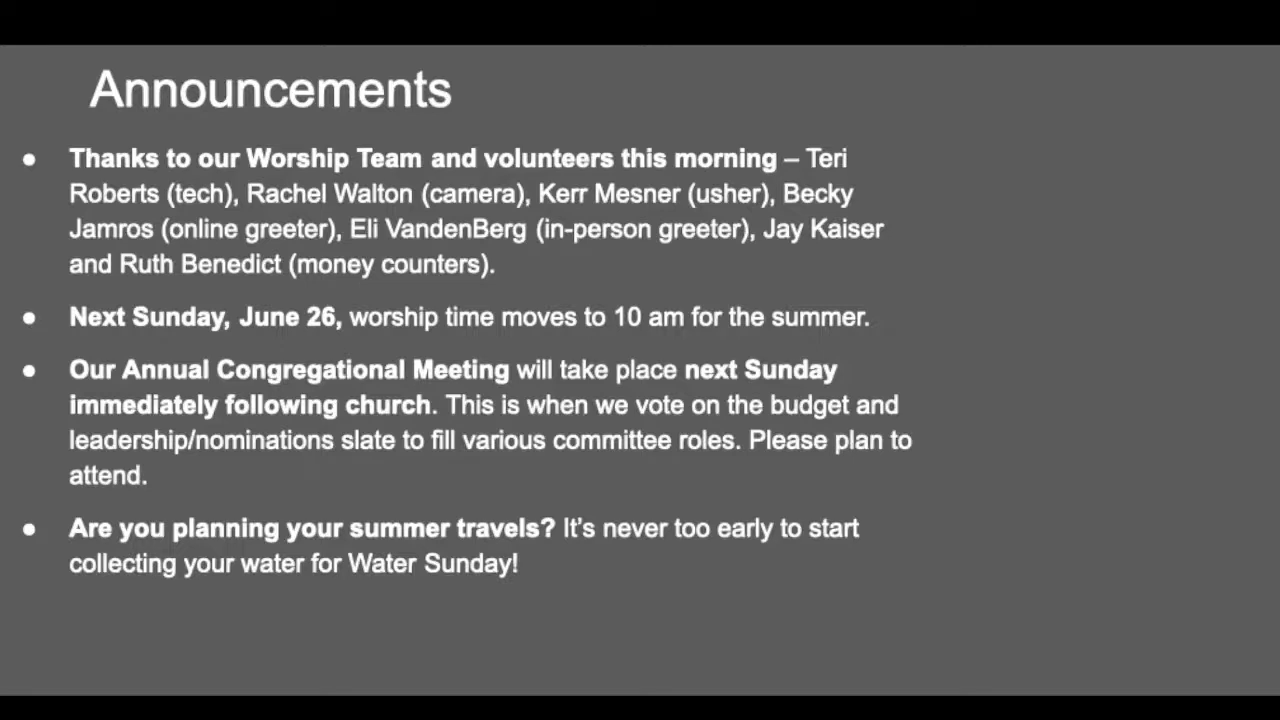 Announcements
● Thanks to our Worship Team and volunteers this morning – Teri
Roberts (tech), Rachel Walton (camera), Kerr Mesner (usher), Becky
Jamros (online greeter), Eli VandenBerg (in-person greeter), Jay Kaiser
and Ruth Benedict (money counters).
● Next Sunday, June 26, worship time moves to 10 am for the summer.
● Our Annual Congregational Meeting will take place next Sunday
immediately following church. This is when we vote on the budget and
leadership/nominations slate to fill various committee roles. Please plan to
attend.
● Are you planning your summer travels? It’s never too early to start
collecting your water for Water Sunday!